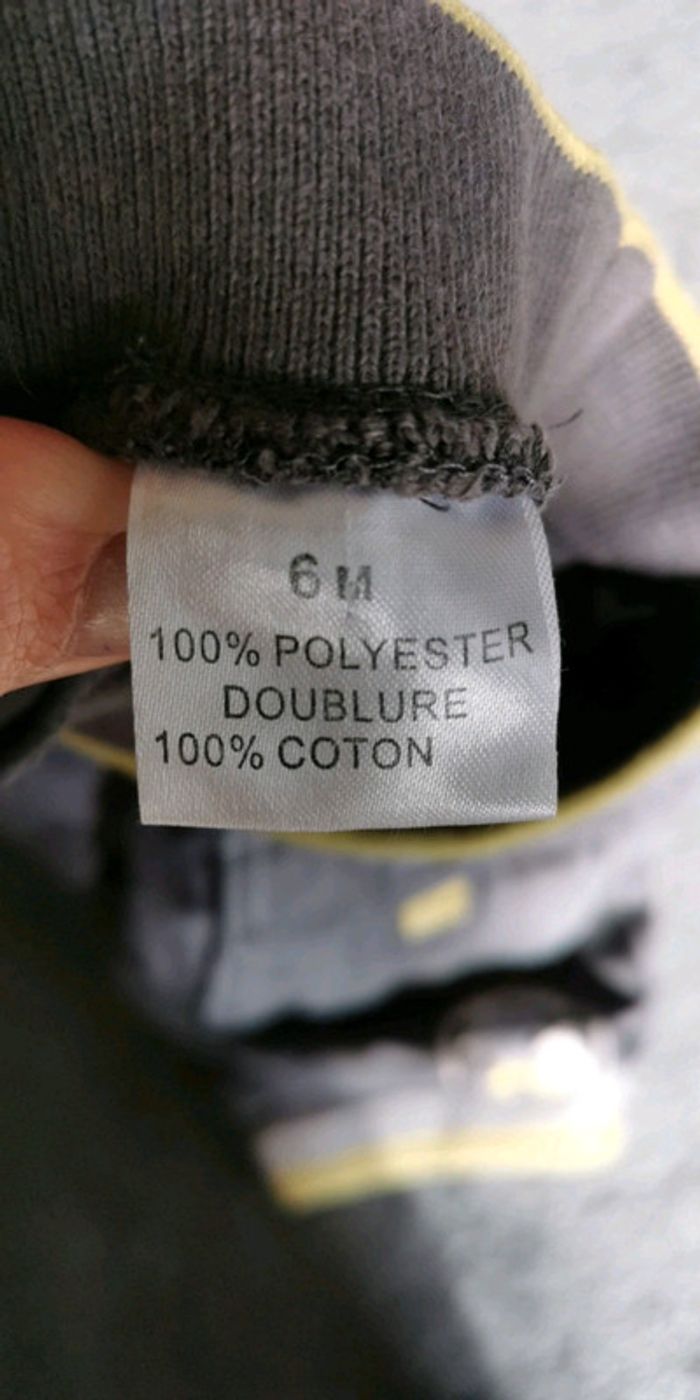 6 M
100% POLYESTER
DOUBLURE
100% COTON